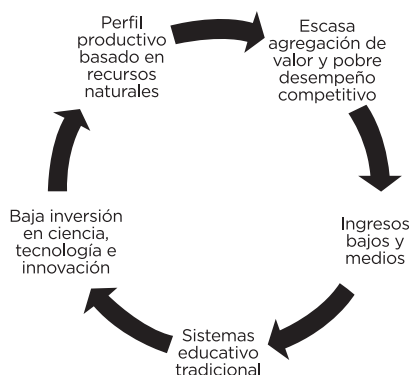 Perfil
productivo
basado en
recursos
naturales
Escasa
agregación de
valor y pobre
desempeño
competitivo
Ingresos
bajos y
medios
Sistemas
educativo
tradicional
Baja inversión
en ciencia,
tecnología e
innovación